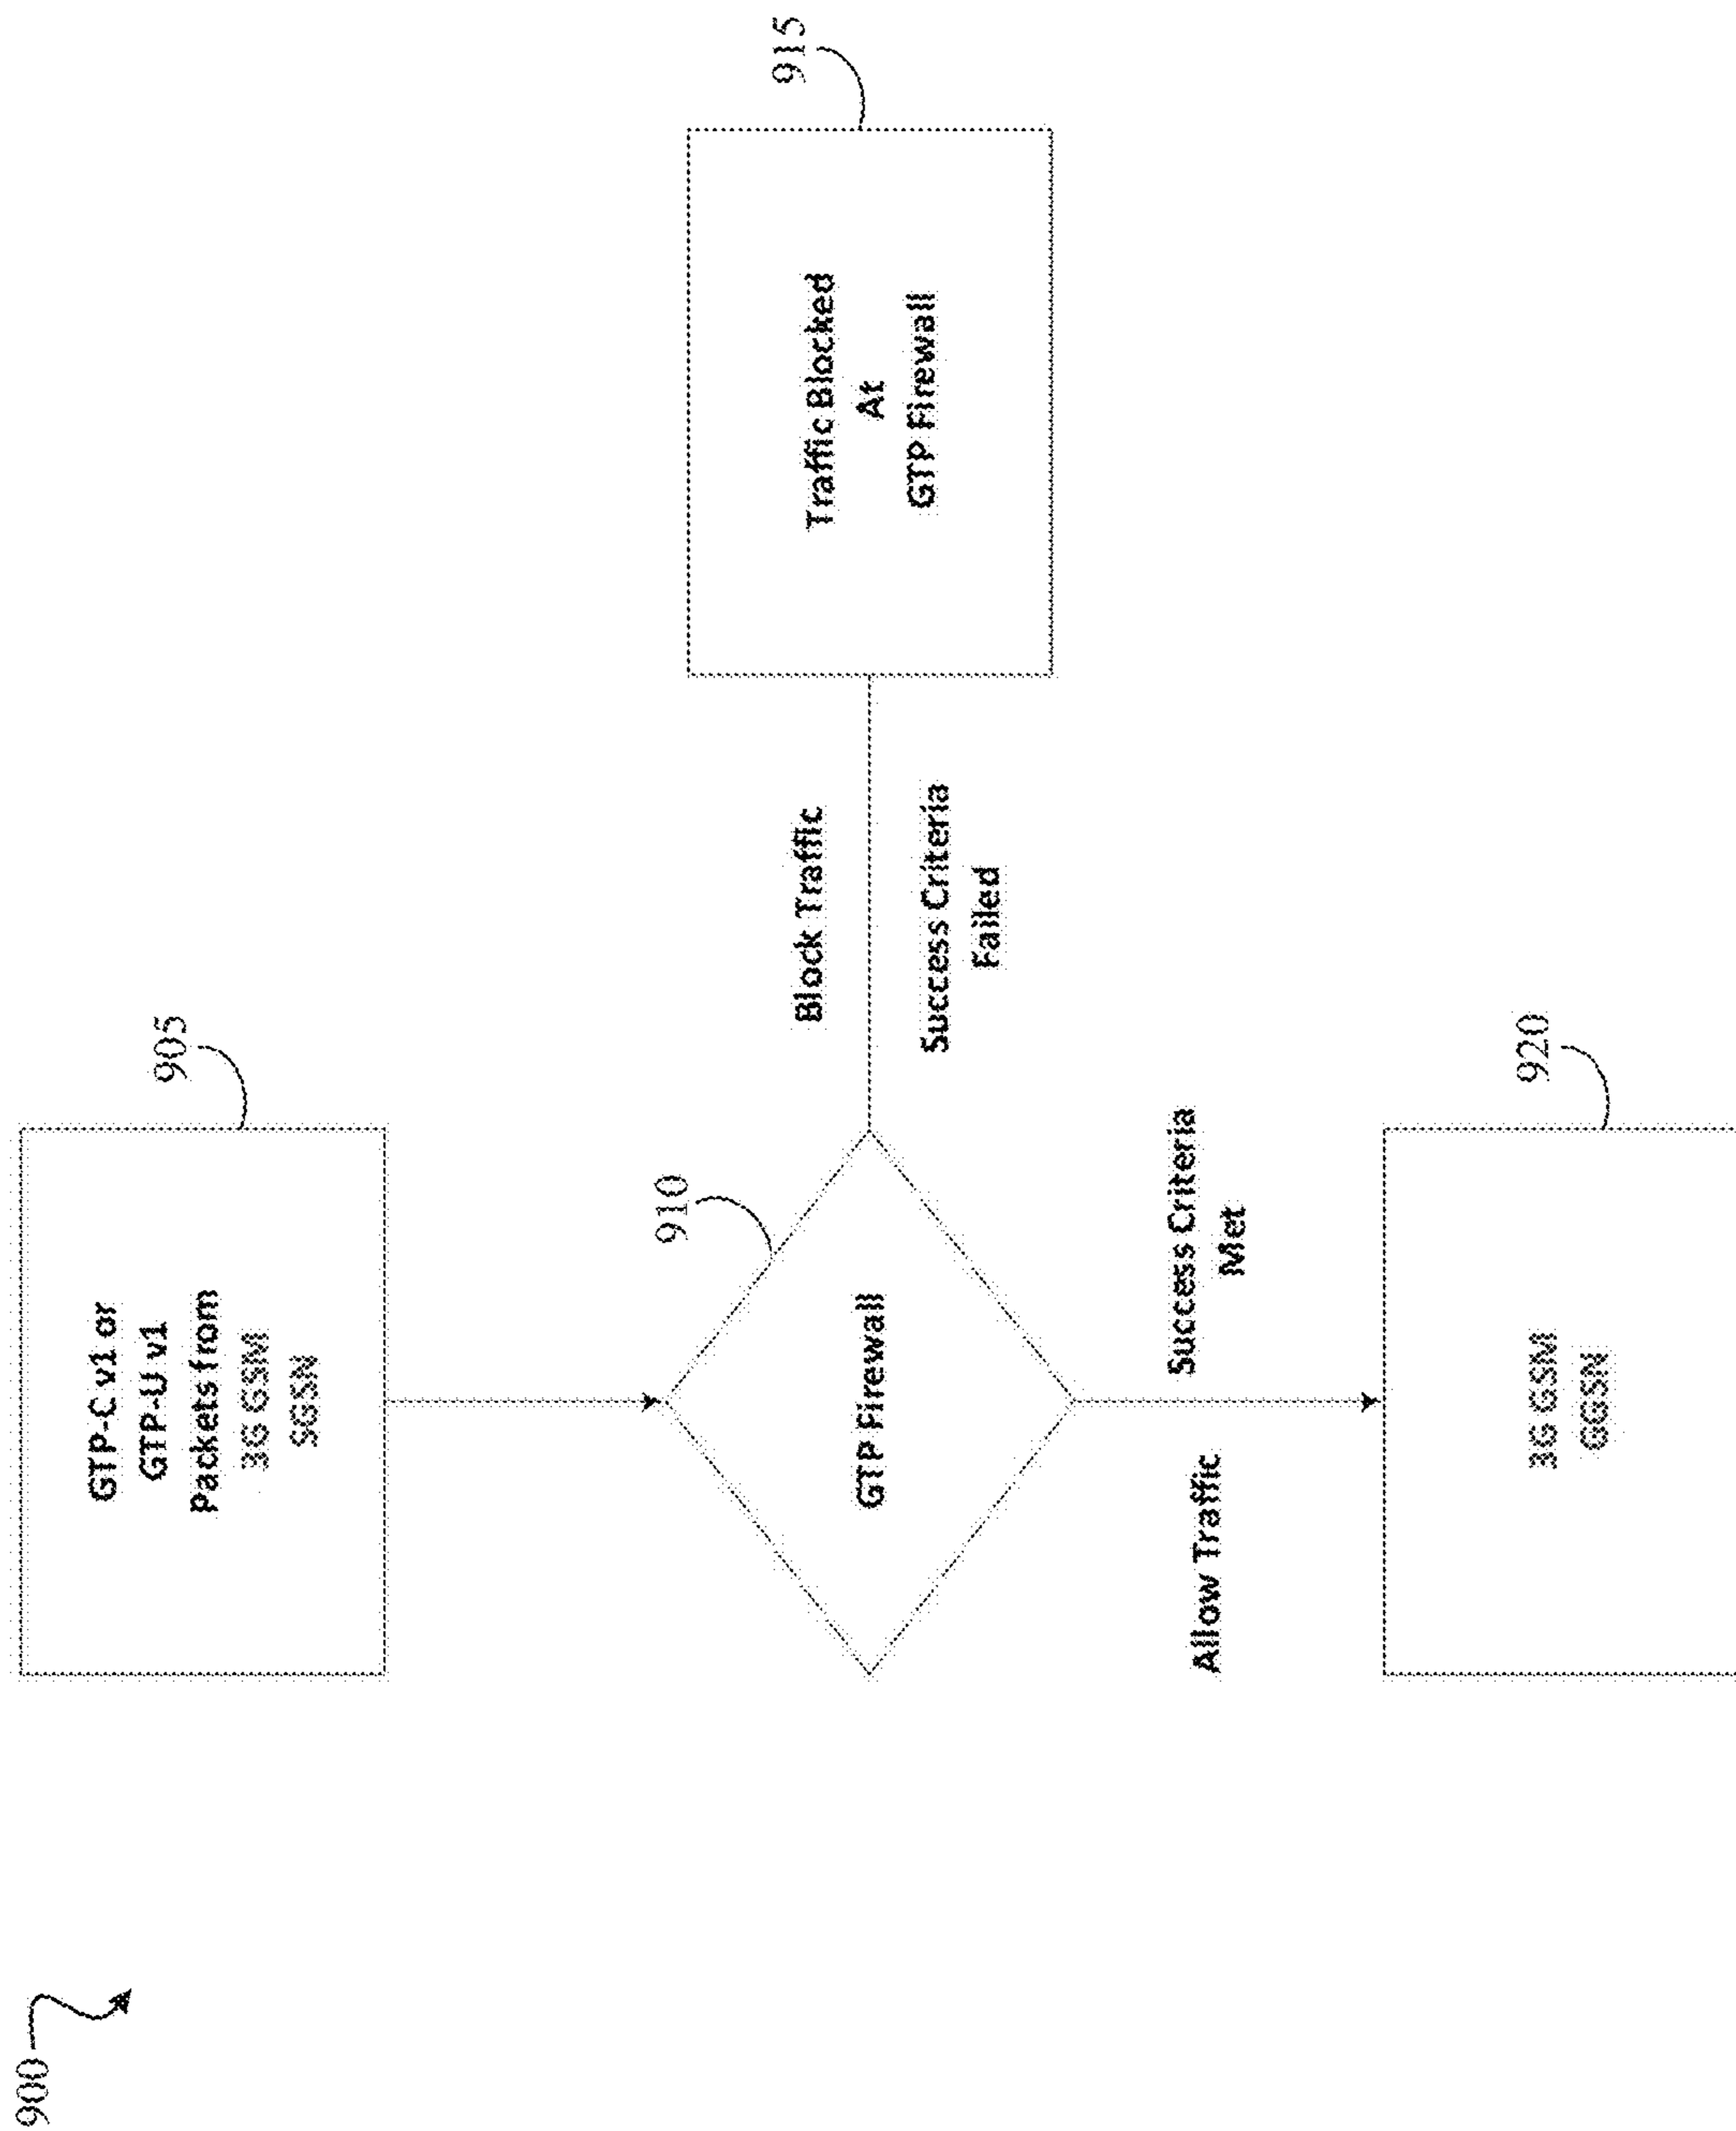 900
GTP-C v1 or
GTP-U v1
Packets from
3G GSM
SGSN
905
910
GTP Firewall
Block Traffic
Success Criteria
Failed
Traffic Blocked
At
GTP Firewall
915
Allow Traffic
Success Criteria
Met
3G GSM
GGSN
920